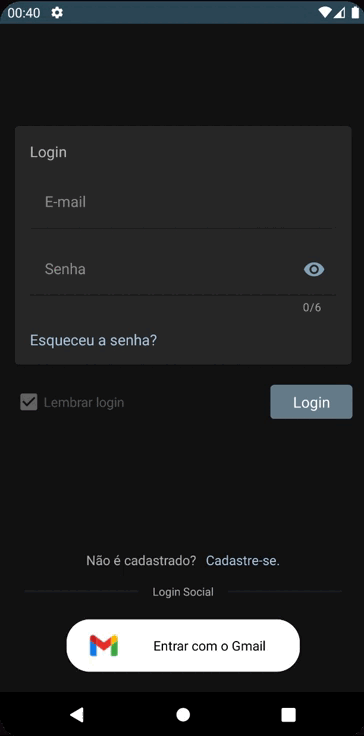 00:40
Login
E-mail
Senha
0/6
Esqueceu a senha?
Lembrar login
Login
Não é cadastrado? Cadastre-se.
Login Social
Entrar com o Gmail